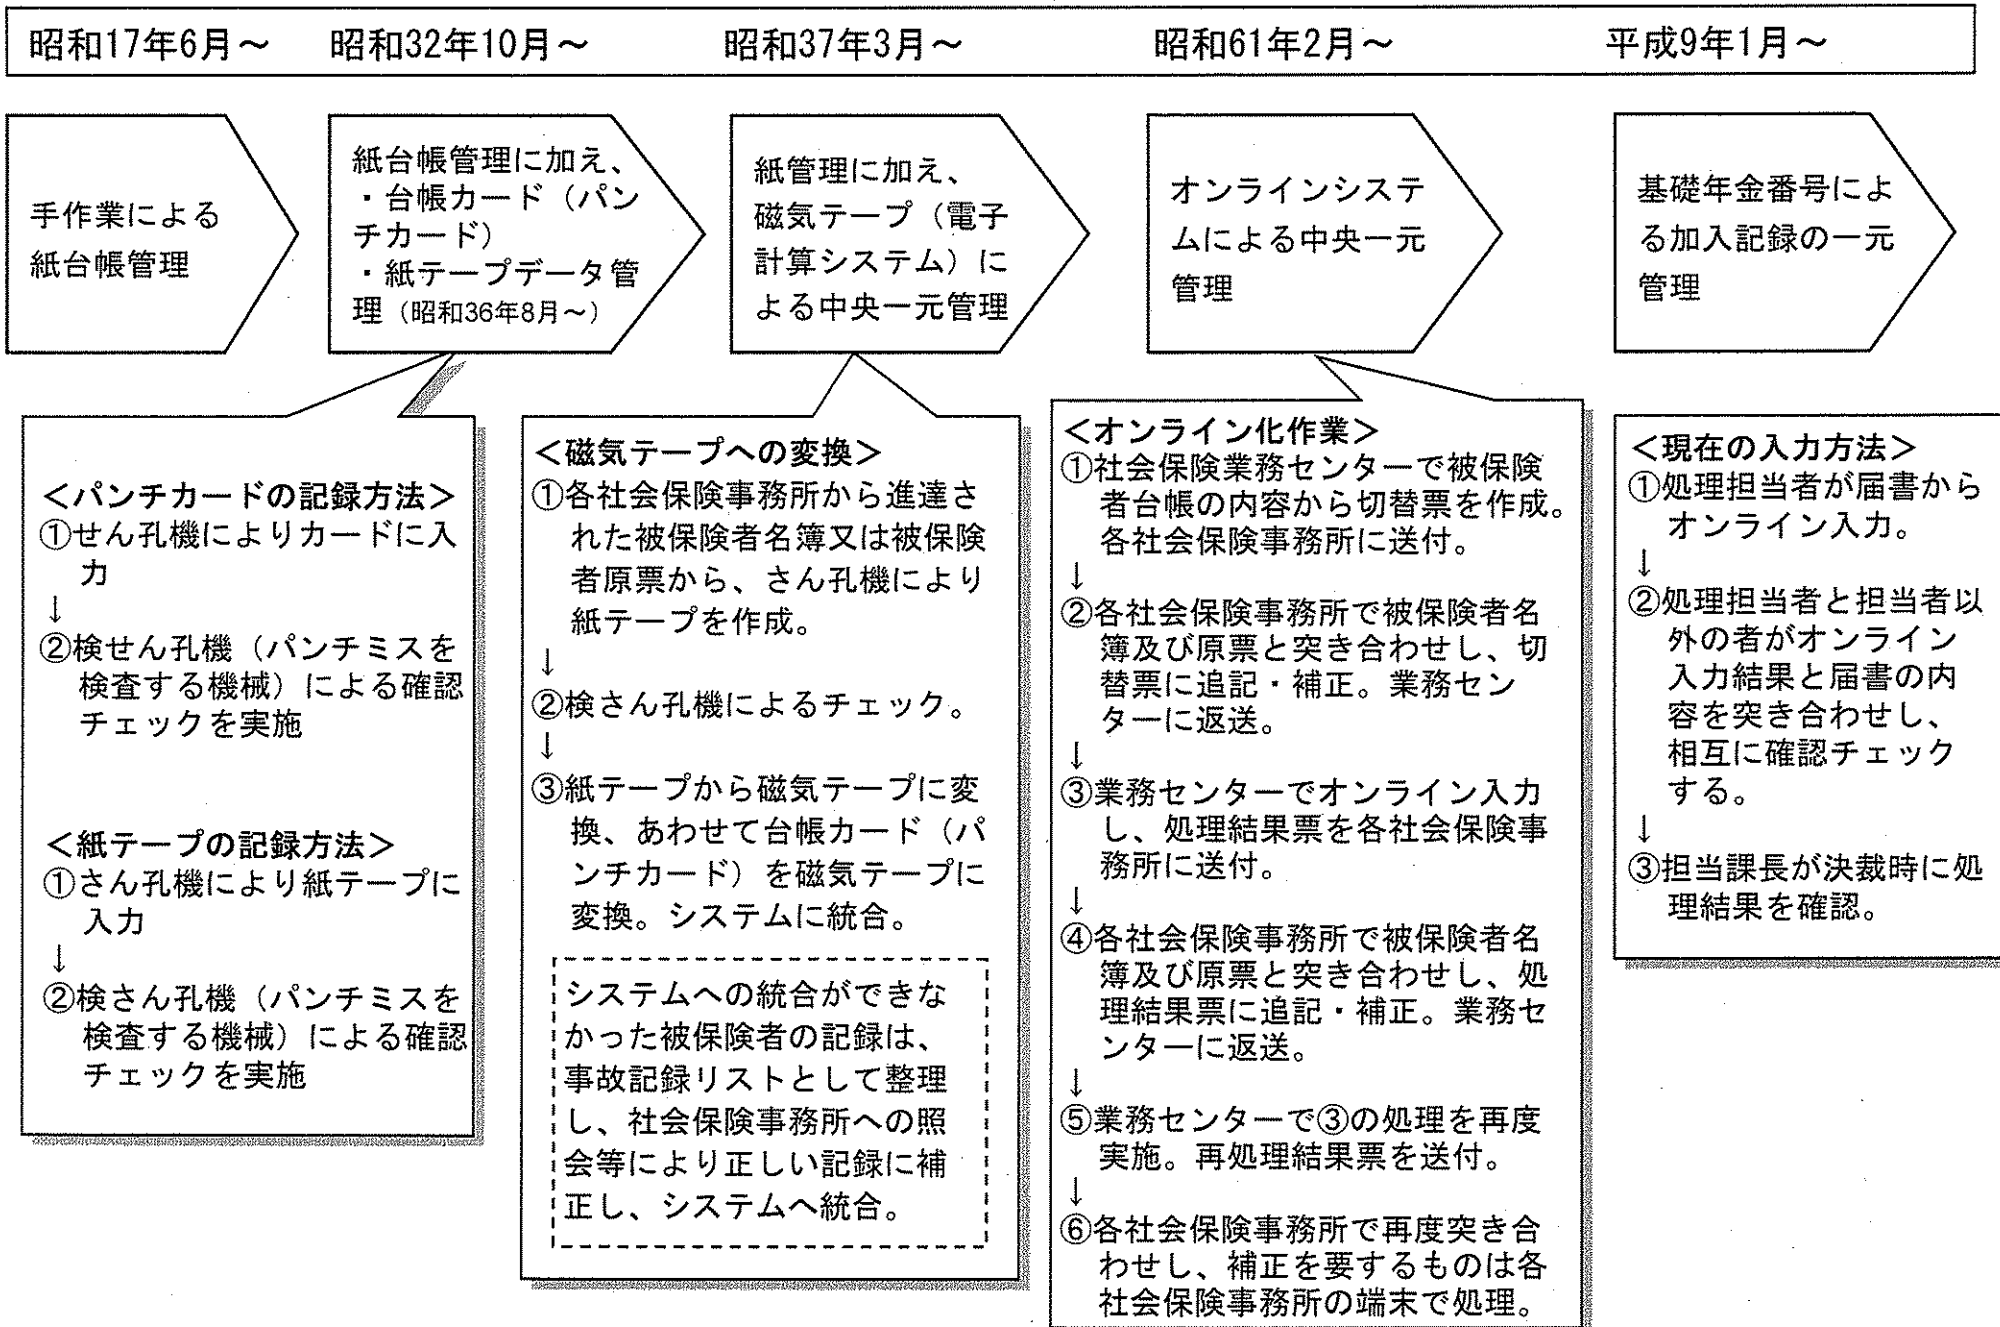 昭和17年6月～ 昭和32年10月～ 昭和37年3月～ 昭和61年2月～ 平成9年1月～
手作業による
紙台帳管理
紙台帳管理に加え、
・台帳カード（パン
チカード）
・紙テープデータ管
理（昭和36年8月～）
紙管理に加え、
磁気テープ（電子
計算システム）に
よる中央一元管理
オンラインシステ
ムによる中央一元
管理
基礎年金番号によ
る加入記録の一元
管理
＜パンチカードの記録方法＞
①せん孔機によりカードに入
力
↓
②検せん孔機（パンチミスを
検査する機械）による確認
チェックを実施
＜紙テープの記録方法＞
①さん孔機により紙テープに
入力
↓
②検さん孔機（パンチミスを
検査する機械）による確認
チェックを実施
＜磁気テープへの変換＞
①各社会保険事務所から進達さ
れた被保険者名簿又は被保険
者原票から、さん孔機により
紙テープを作成。
↓
②検さん孔機によるチェック。
↓
③紙テープから磁気テープに変
換、あわせて台帳カード（パ
ンチカード）を磁気テープに
変換。システムに統合。
システムへの統合ができな
かった被保険者の記録は、
事故記録リストとして整理
し、社会保険事務所への照
会等により正しい記録に補
正し、システムへ統合。
＜オンライン化作業＞
①社会保険業務センターで被保険
者台帳の内容から切替票を作成。
各社会保険事務所に送付。
↓
②各社会保険事務所で被保険者名
簿及び原票と突き合わせし、切
替票に追記・補正。業務セン
ターに返送。
↓
③業務センターでオンライン入力
し、処理結果票を各社会保険事
務所に送付。
↓
④各社会保険事務所で被保険者名
簿及び原票と突き合わせし、処
理結果票に追記・補正。業務セ
ンターに返送。
↓
⑤業務センターで③の処理を再度
実施。再処理結果票を送付。
↓
⑥各社会保険事務所で再度突き合
わせし、補正を要するものは各
社会保険事務所の端末で処理。
＜現在の入力方法＞
①処理担当者が届書から
オンライン入力。
↓
②処理担当者と担当者以
外の者がオンライン
入力結果と届書の内
容を突き合わせし、
相互に確認チェック
する。
↓
③担当課長が決裁時に処
理結果を確認。